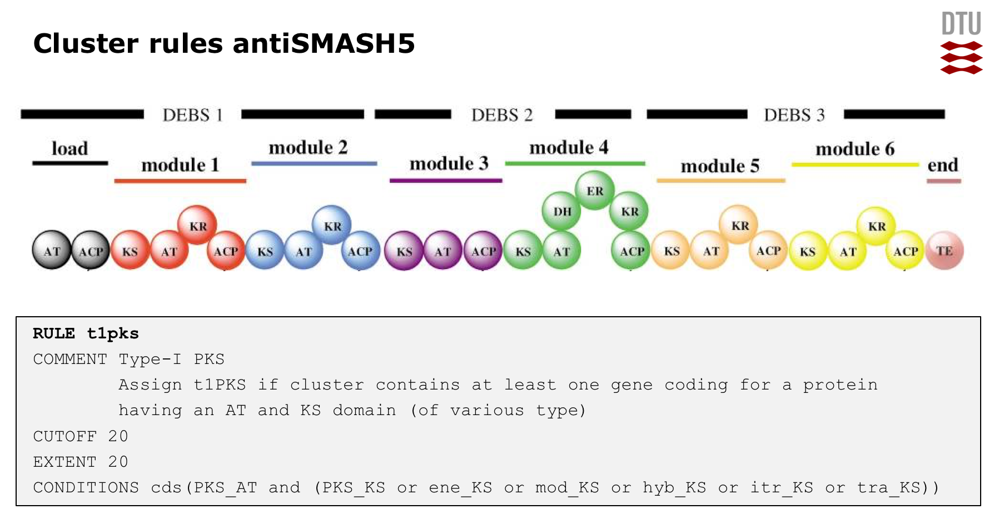 DTU
Cluster rules antiSMASH5
DEBS 1 DEBS 2 DEBS 3
load module 1 module 2 module 3 module 4 module 5 module 6 end
AT ACP KS AT KR ACP KS AT KR ACP KS AT ACP KS AT DH ER KR ACP KS AT KR ACP KS AT KR ACP TE
RULE t1pks
COMMENT Type-I PKS
Assign t1PKS if cluster contains at least one gene coding for a protein
having an AT and KS domain (of various type)
CUTOFF 20
EXTENT 20
CONDITIONS cds(PKS_AT and (PKS_KS or ene_KS or mod_KS or hyb_KS or itr_KS or tra_KS))